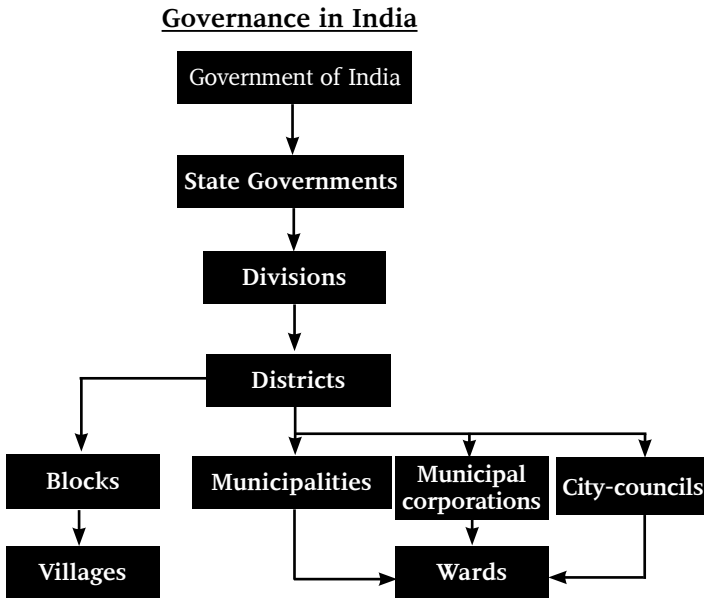 Governance in India
Government of India
State Governments
Divisions
Districts
Blocks
Municipalities
Municipal
corporations
City-councils
Villages
Wards